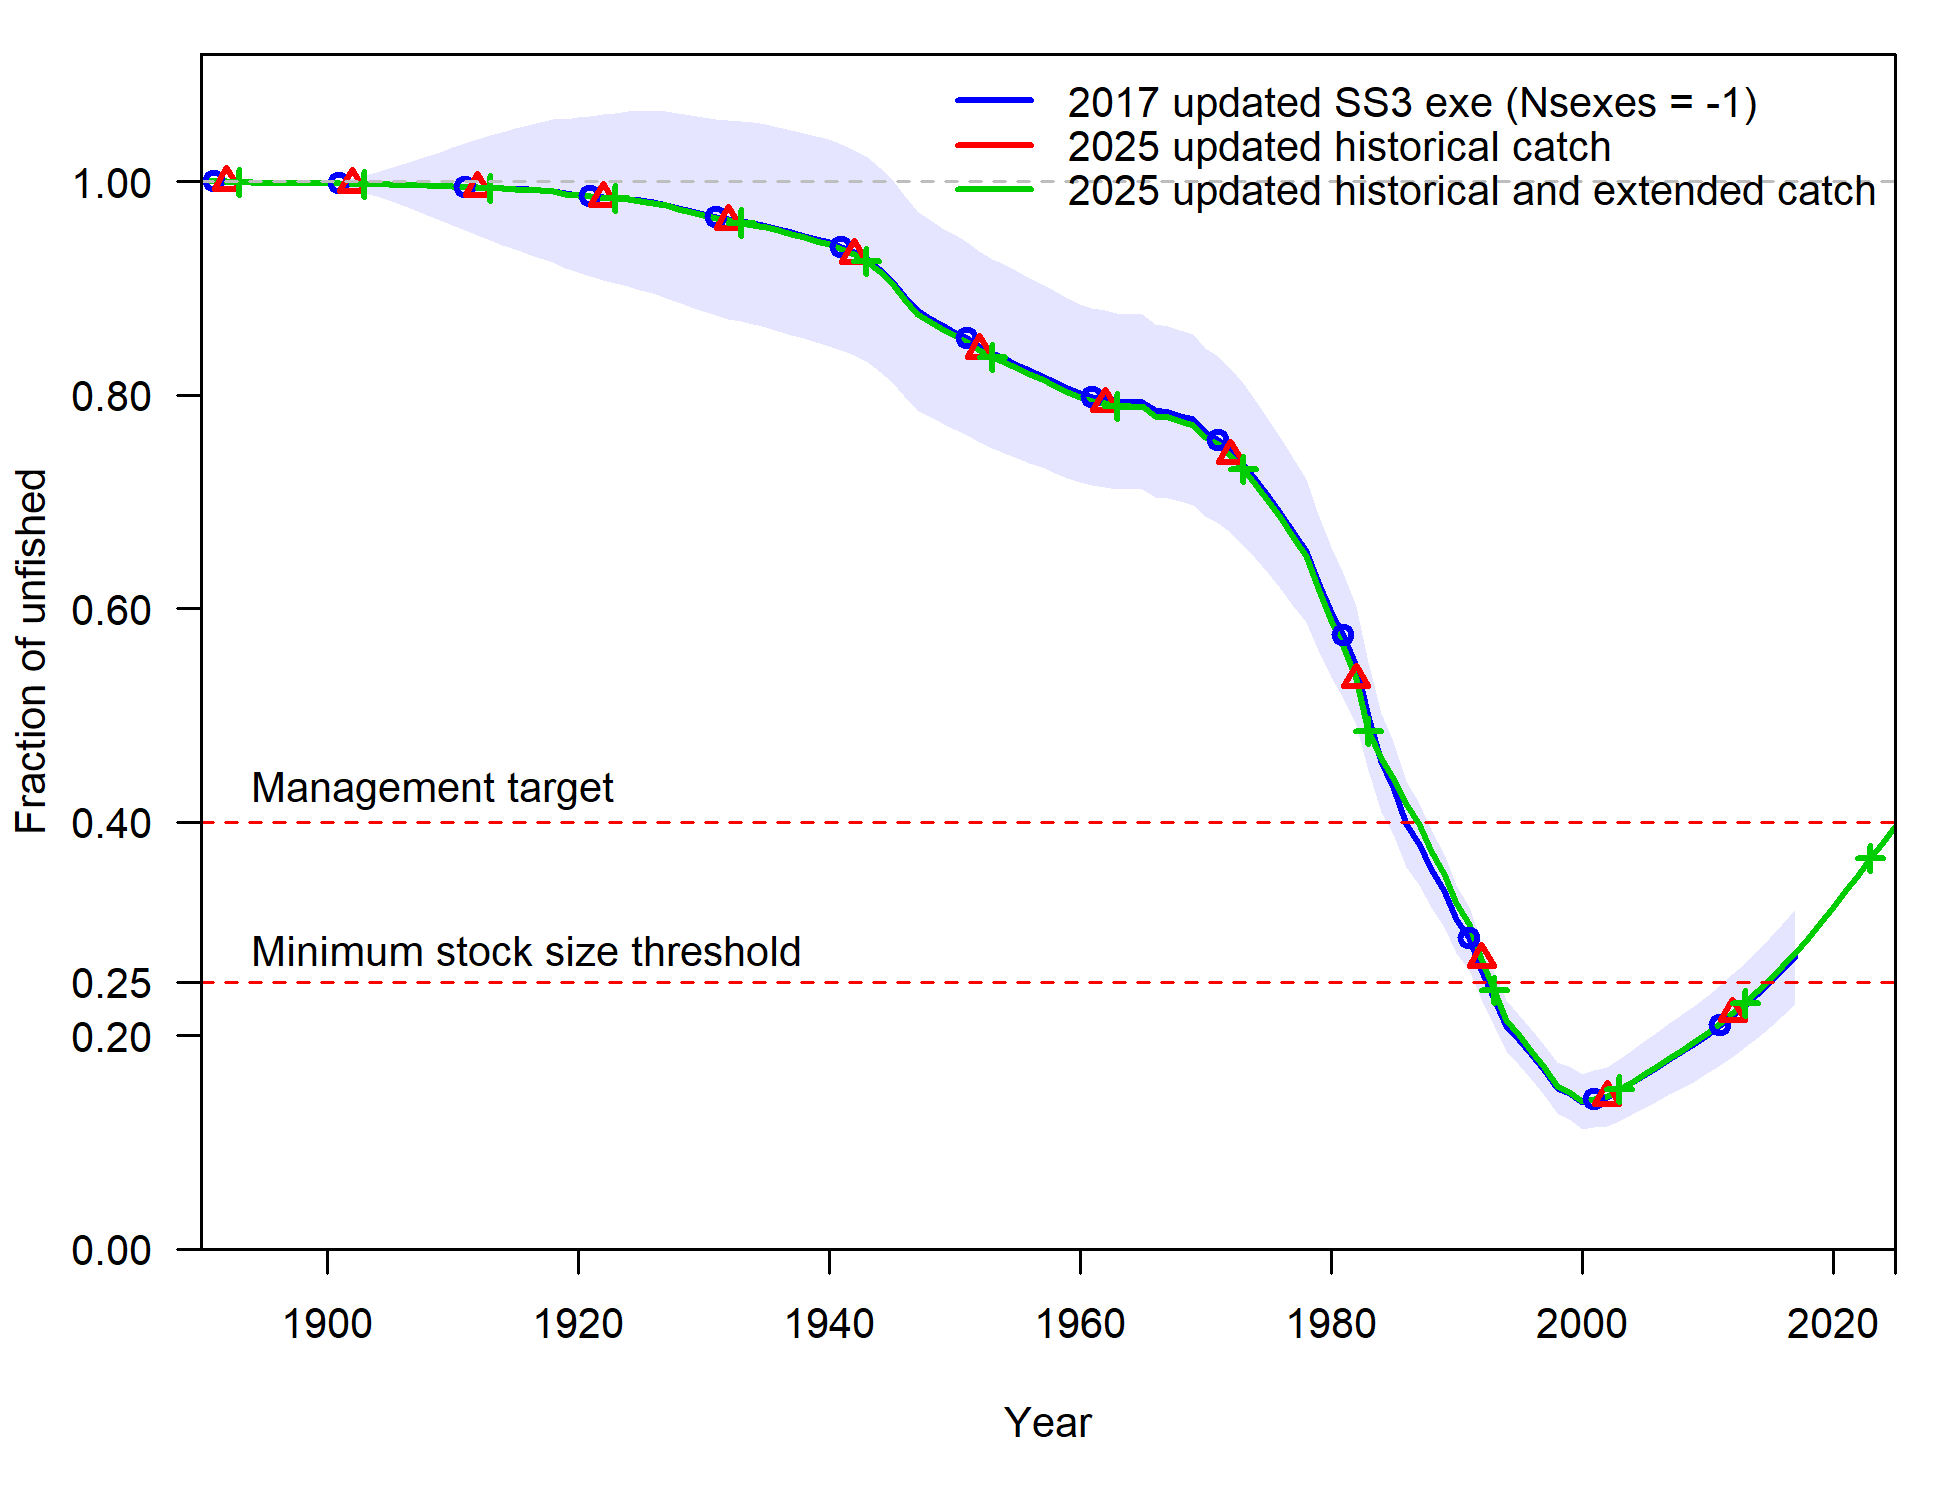 2017 updated SS3 exe (Nsexes = -1)
2025 updated historical catch
2025 updated historical and extended catch
Fraction of unfished
1.00
0.80
0.60
0.40
0.25
0.20
0.00
Management target
Minimum stock size threshold
1900 1920 1940 1960 1980 2000 2020
Year